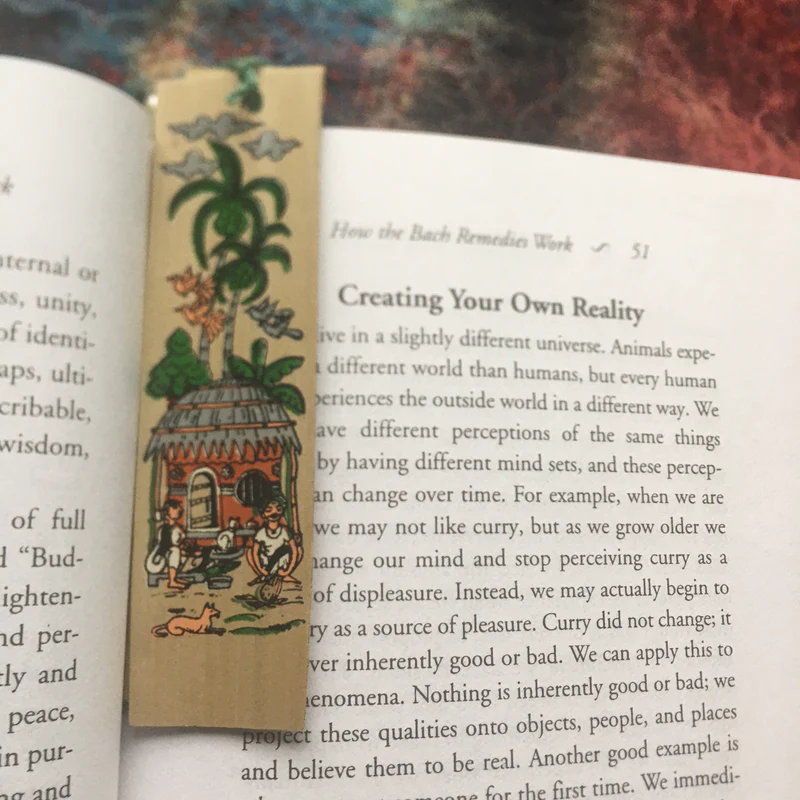 k
nternal or
ss, unity,
of identi-
aps, ulti-
cribable,
wisdom,
of full
d “Bud-
ighten-
nd per-
tly and
peace,
in pur-
ng and
How the Bach Remedies Work 51
Creating Your Own Reality
ive in a slightly different universe. Animals expe-
different world than humans, but every human
periences the outside world in a different way. We
ave different perceptions of the same things
by having different mind sets, and these percep-
an change over time. For example, when we are
we may not like curry, but as we grow older we
hange our mind and stop perceiving curry as a
of displeasure. Instead, we may actually begin to
ry as a source of pleasure. Curry did not change; it
ver inherently good or bad. We can apply this to
enomena. Nothing is inherently good or bad; we
project these qualities onto objects, people, and places
and believe them to be real. Another good example is
someone for the first time. We immedi-